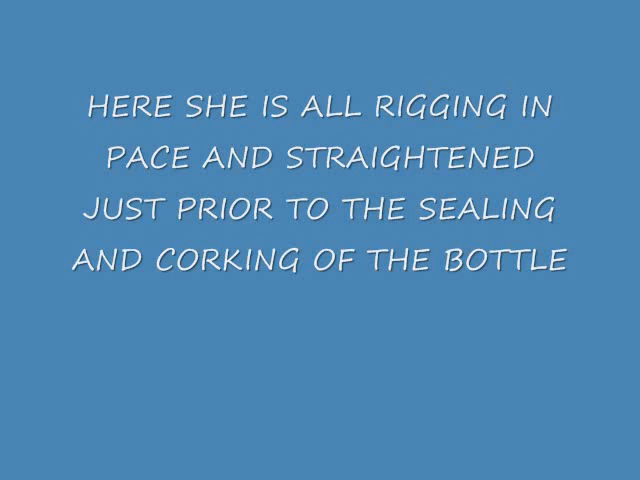 HERE SHE IS ALL RIGGING IN
PACE AND STRAIGHTENED
JUST PRIOR TO THE SEALING
AND CORKING OF THE BOTTLE